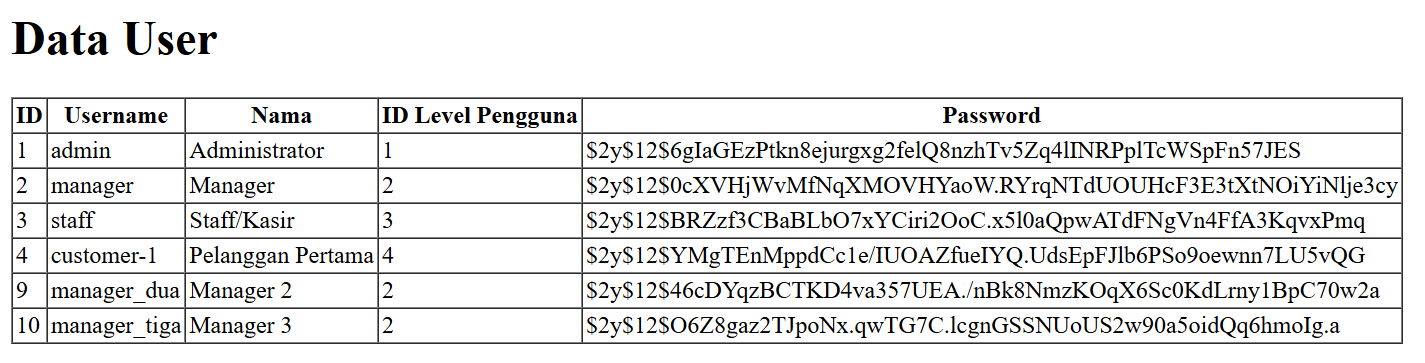 Data User
ID Username Nama ID Level Pengguna Password
1 admin Administrator 1 $2y$12$6gIaGEzPtkn8ejurgxg2felQ8nzhTv5Zq4lINRPplTcWSpFn57JES
2 manager Manager 2 $2y$12$0cXVHjWvMfNqXMOVHYaoW.RYrqNTdUOUHcF3E3tXtNOiYiNlje3cy
3 staff Staff/Kasir 3 $2y$12$BRZzf3CBaBLbO7xYCiri2OoC.x5l0aQpwATdFNgVn4FfA3KqvxPmq
4 customer-1 Pelanggan Pertama 4 $2y$12$YMgTEnMppdCc1e/IUOAZfueIYQ.UdsEpFJlb6PSo9oewnn7LU5vQG
9 manager_dua Manager 2 2 $2y$12$46cDYqzBCTKD4va357UEA./nBk8NmzKOqX6Sc0KdLrny1BpC70w2a
10 manager_tiga Manager 3 2 $2y$12$O6Z8gaz2TJpoNx.qwTG7C.lcgnGSSNUoUS2w90a5oidQq6hmoIg.a